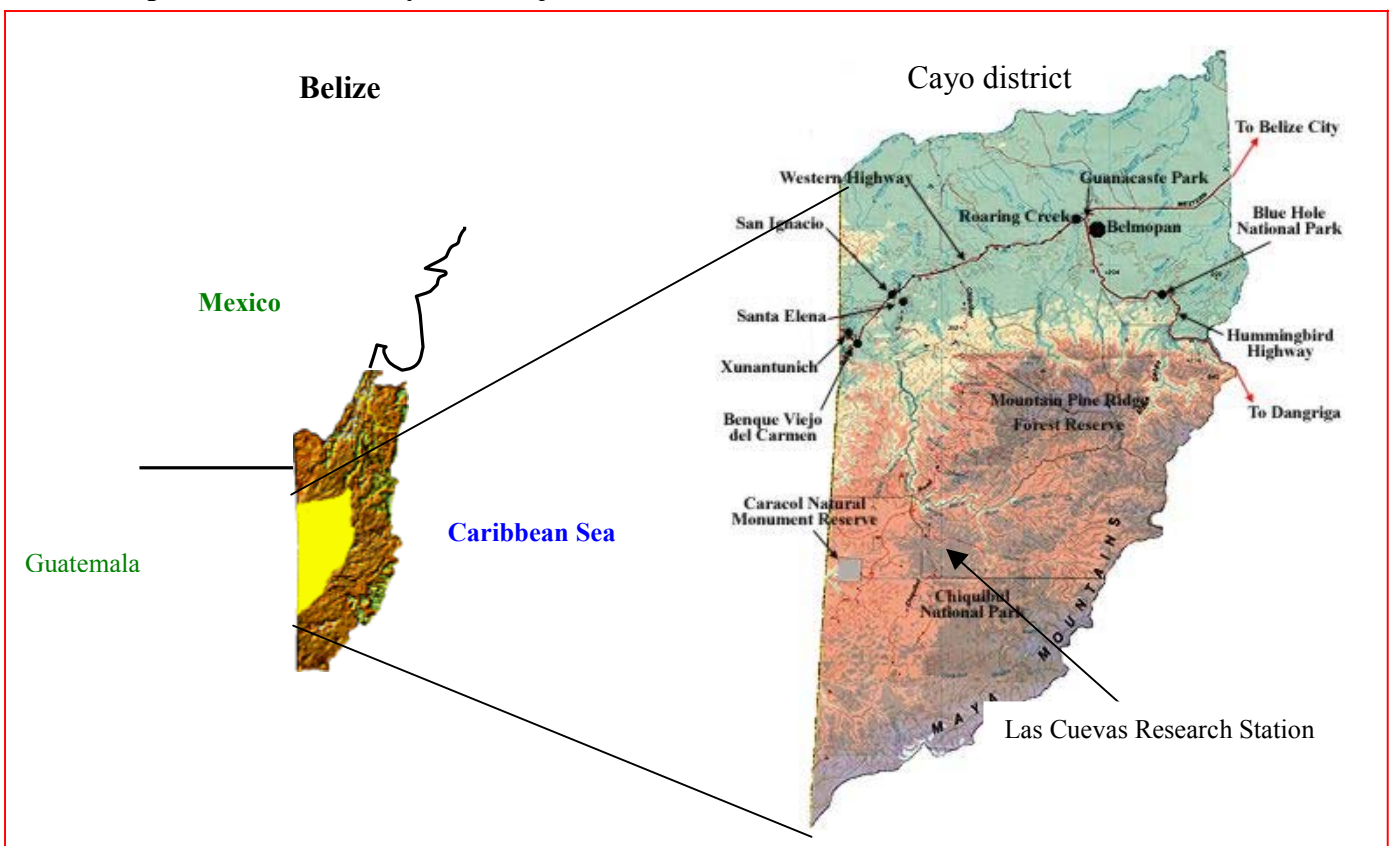 Belize
Mexico
Guatemala
Caribbean Sea
Cayo district
To Belize City
Western Highway
Guanacaste Park
San Ignacio
Roaring Creek
Belmopan
Blue Hole
National Park
Santa Elena
Xunantunich
Hummingbird
Highway
Benque Viejo
del Carmen
Mountain Pine Ridge
Forest Reserve
To Dangriga
Caracol Natural
Monument Reserve
Chiquibul
National Park
MAYA MOUNTAINS
Las Cuevas Research Station
WESTERN